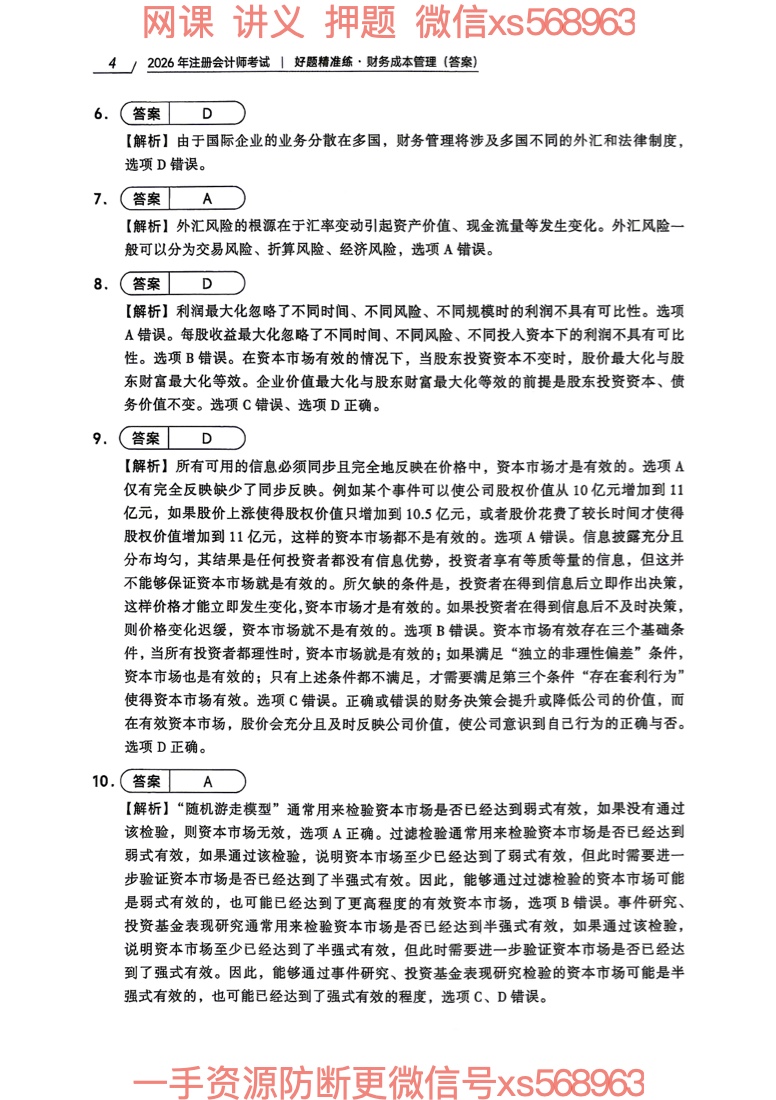 网课 讲义 押题 微信xs568963
4 / 2026 年注册会计师考试 | 好题精准练·财务成本管理（答案）
6. 答案 D
【解析】由于国际企业的业务分散在多国，财务管理将涉及多国不同的外汇和法律制度，
选项 D 错误。
7. 答案 A
【解析】外汇风险的根源在于汇率变动引起资产价值、现金流量等发生变化。外汇风险一
般可以分为交易风险、折算风险、经济风险，选项 A 错误。
8. 答案 D
【解析】利润最大化忽略了不同时间、不同风险、不同规模时的利润不具有可比性。选项
A 错误。每股收益最大化忽略了不同时间、不同风险、不同投入资本下的利润不具有可比
性。选项 B 错误。在资本市场有效的情况下，当股东投资资本不变时，股价最大化与股
东财富最大化等效。企业价值最大化与股东财富最大化等效的前提是股东投资资本、债
务价值不变。选项 C 错误、选项 D 正确。
9. 答案 D
【解析】所有可用的信息必须同步且完全地反映在价格中，资本市场才是有效的。选项 A
仅有完全反映缺少了同步反映。例如某个事件可以使公司股权价值从 10 亿元增加到 11
亿元，如果股价上涨使得股权价值只增加到 10.5 亿元，或者股价花费了较长时间才使得
股权价值增加到 11 亿元，这样的资本市场都不是有效的。选项 A 错误。信息披露充分且
分布均匀，其结果是任何投资者都没有信息优势，投资者享有等质等量的信息，但这并
不能够保证资本市场就是有效的。所欠缺的条件是，投资者在得到信息后立即作出决策，
这样价格才能立即发生变化，资本市场才是有效的。如果投资者在得到信息后不及时决策，
则价格变化迟缓，资本市场就不是有效的。选项 B 错误。资本市场有效存在三个基础条
件，当所有投资者都理性时，资本市场就是有效的；如果满足“独立的非理性偏差”条件，
资本市场也是有效的；只有上述条件都不满足，才需要满足第三个条件“存在套利行为”
使得资本市场有效。选项 C 错误。正确或错误的财务决策会提升或降低公司的价值，而
在有效资本市场，股价会充分且及时反映公司价值，使公司意识到自己行为的正确与否。
选项 D 正确。
10. 答案 A
【解析】“随机游走模型”通常用来检验资本市场是否已经达到弱式有效，如果没有通过
该检验，则资本市场无效，选项 A 正确。过滤检验通常用来检验资本市场是否已经达到
弱式有效，如果通过该检验，说明资本市场至少已经达到了弱式有效，但此时需要进一
步验证资本市场是否已经达到了半强式有效。因此，能够通过过滤检验的资本市场可能
是弱式有效的，也可能已经达到了更高程度的有效资本市场，选项 B 错误。事件研究、
投资基金表现研究通常用来检验资本市场是否已经达到半强式有效，如果通过该检验，
说明资本市场至少已经达到了半强式有效，但此时需要进一步验证资本市场是否已经达
到了强式有效。因此，能够通过事件研究、投资基金表现研究检验的资本市场可能是半
强式有效的，也可能已经达到了强式有效的程度，选项 C、D 错误。
一手资源防断更微信号xs568963